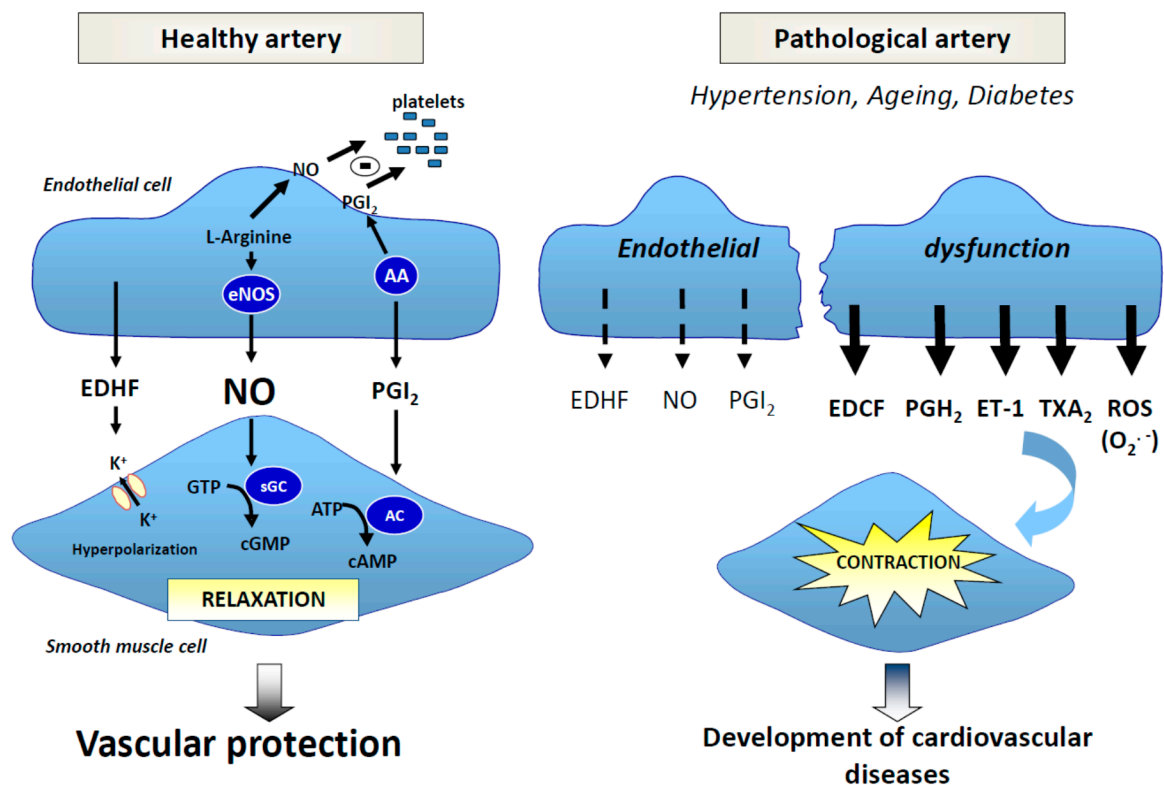 Healthy artery
platelets
NO
Endothelial cell
PGI₂
L-Arginine
AA
eNOS
EDHF
NO
PGI₂
K⁺
GTP
sGC
K⁺
ATP
AC
Hyperpolarization
cGMP
cAMP
RELAXATION
Smooth muscle cell
Vascular protection
Pathological artery
Hypertension, Ageing, Diabetes
Endothelial dysfunction
EDHF NO PGI₂
EDCF PGH₂ ET-1 TXA₂ ROS
(O₂·⁻)
CONTRACTION
Development of cardiovascular
diseases